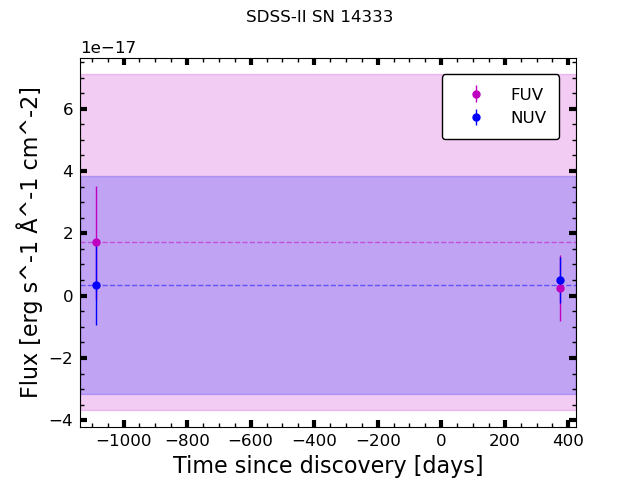 SDSS-II SN 14333
1e−17
FUV
NUV
6
4
2
0
−2
−4
Flux [erg s^-1 Å^-1 cm^-2]
−1000 −800 −600 −400 −200 0 200 400
Time since discovery [days]